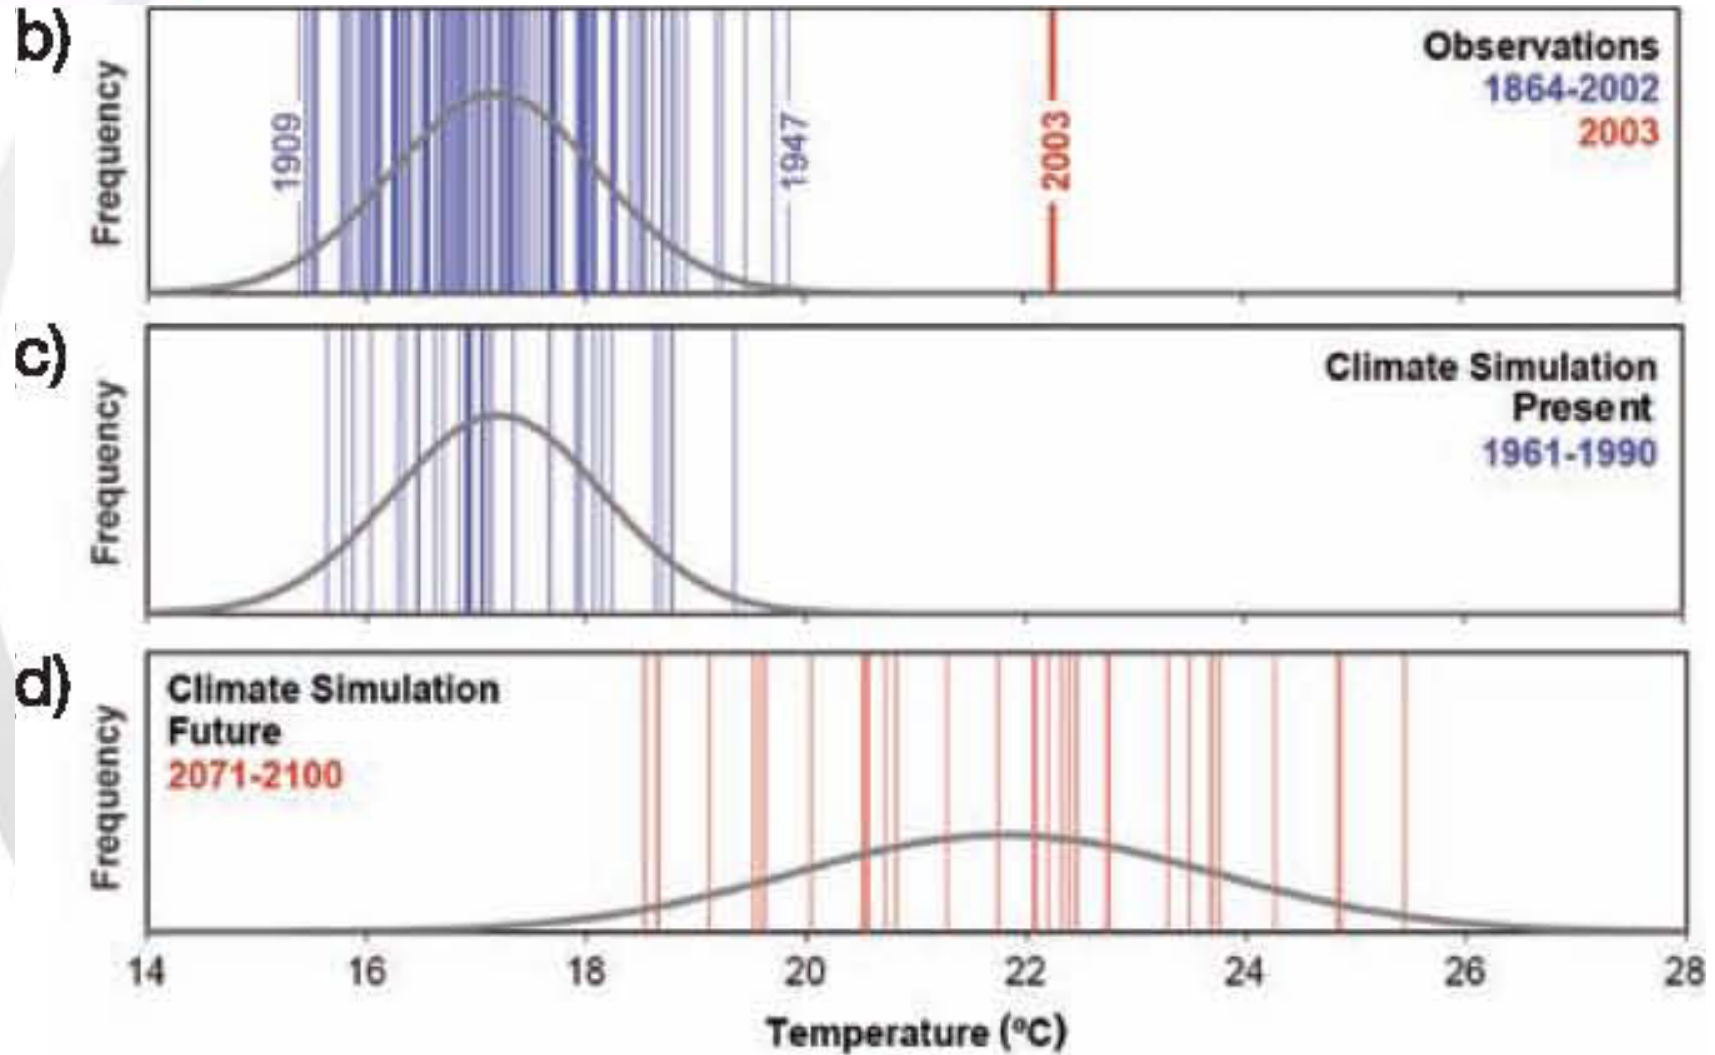 b)
Frequency
1909
1947
2003
Observations
1864-2002
2003
c)
Frequency
Climate Simulation
Present
1961-1990
d)
Frequency
Climate Simulation
Future
2071-2100
14 16 18 20 22 24 26 28
Temperature (ºC)